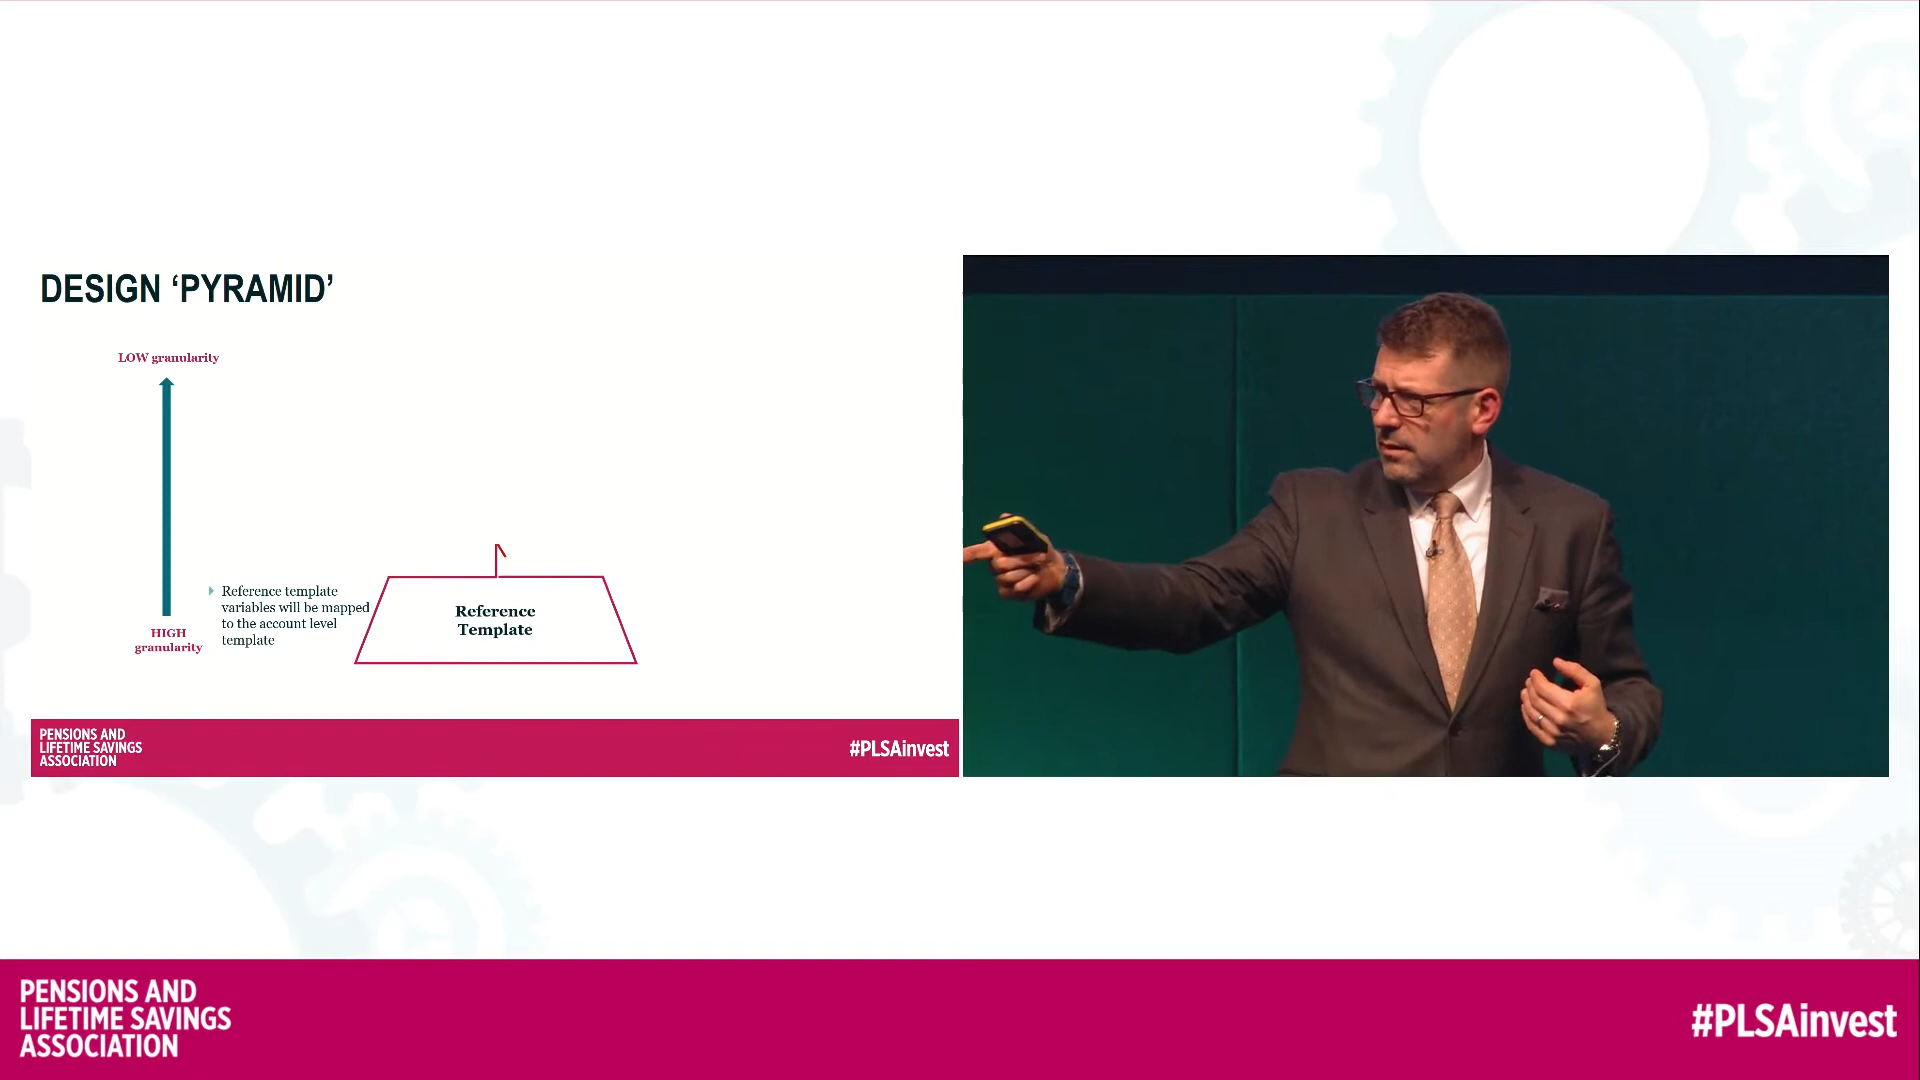 DESIGN ‘PYRAMID’
LOW granularity
Reference template
variables will be mapped
to the account level
template
HIGH
granularity
Reference
Template
PENSIONS AND
LIFETIME SAVINGS
ASSOCIATION
#PLSAinvest
PENSIONS AND
LIFETIME SAVINGS
ASSOCIATION
#PLSAinvest